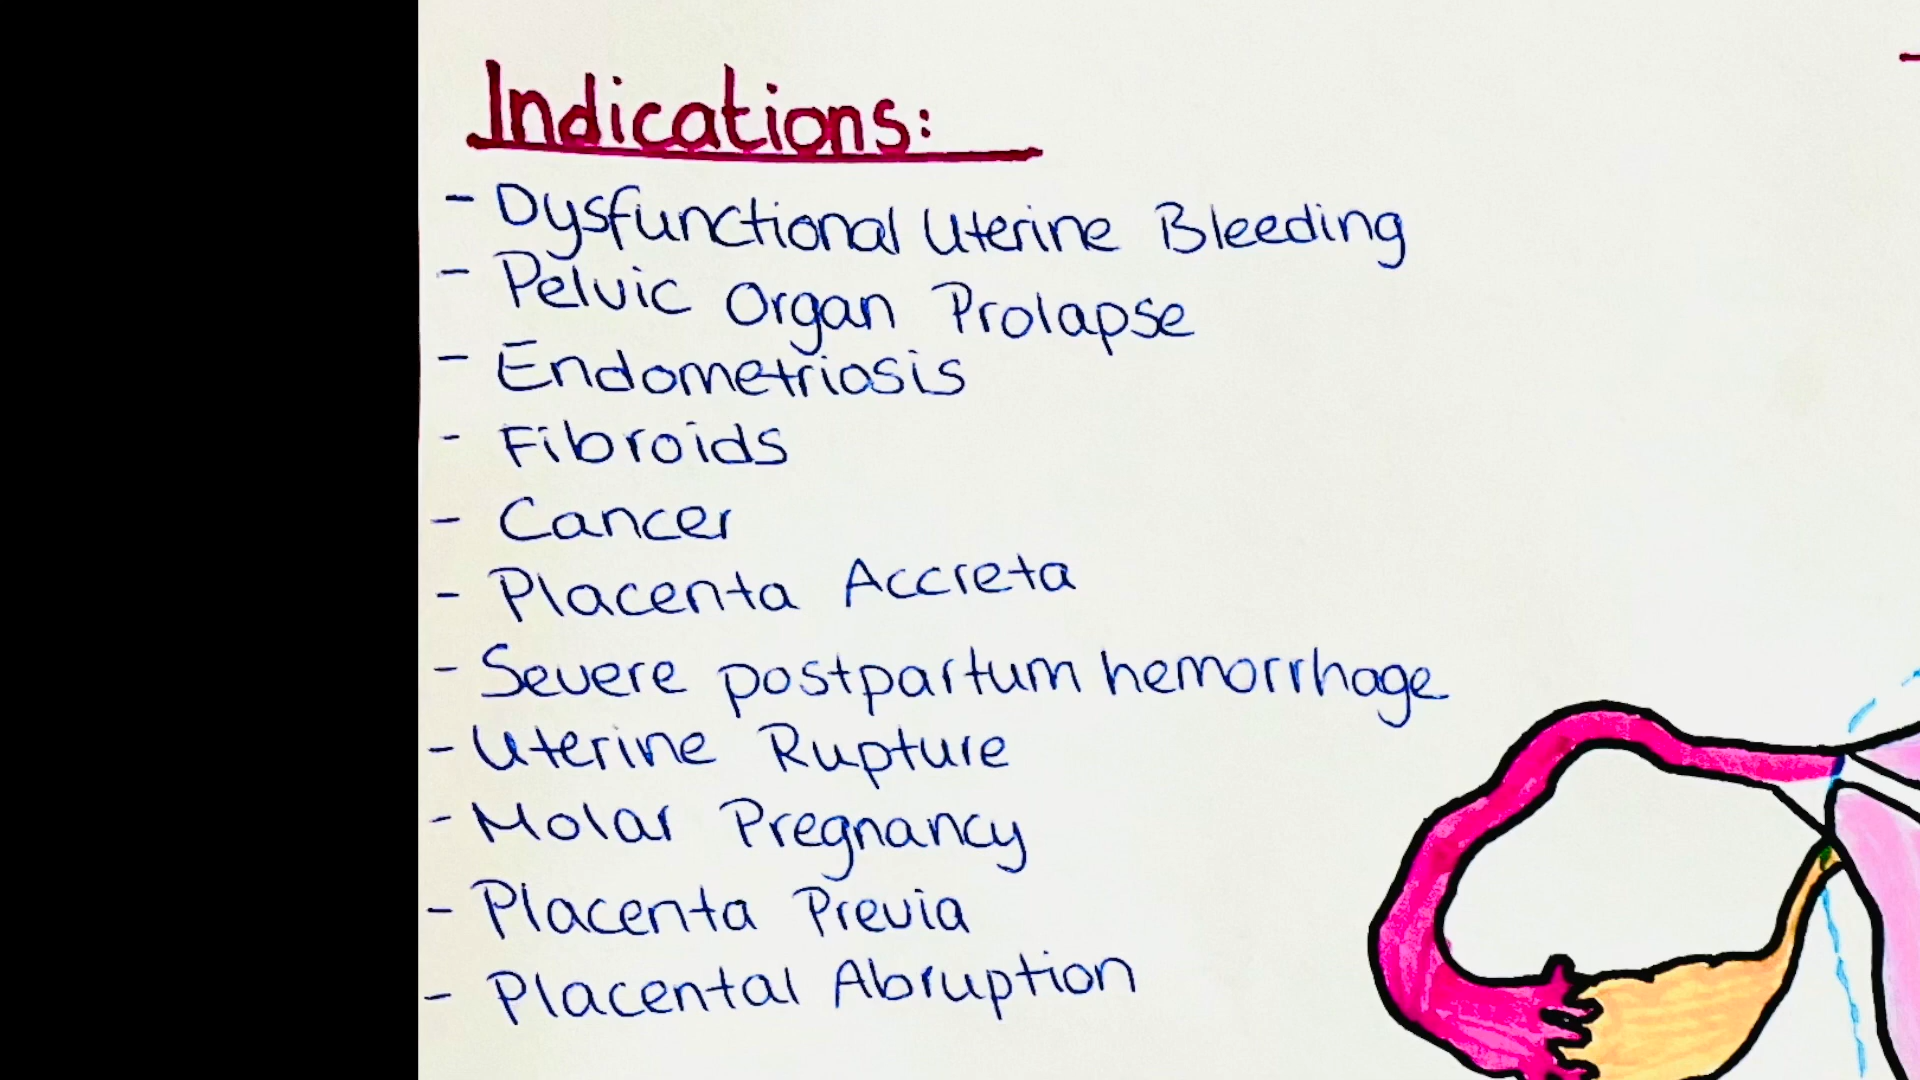 Indications:
- Dysfunctional Uterine Bleeding
- Pelvic Organ Prolapse
- Endometriosis
- Fibroids
- Cancer
- Placenta Accreta
- Severe postpartum hemorrhage
- Uterine Rupture
- Molar Pregnancy
- Placenta Previa
- Placental Abruption